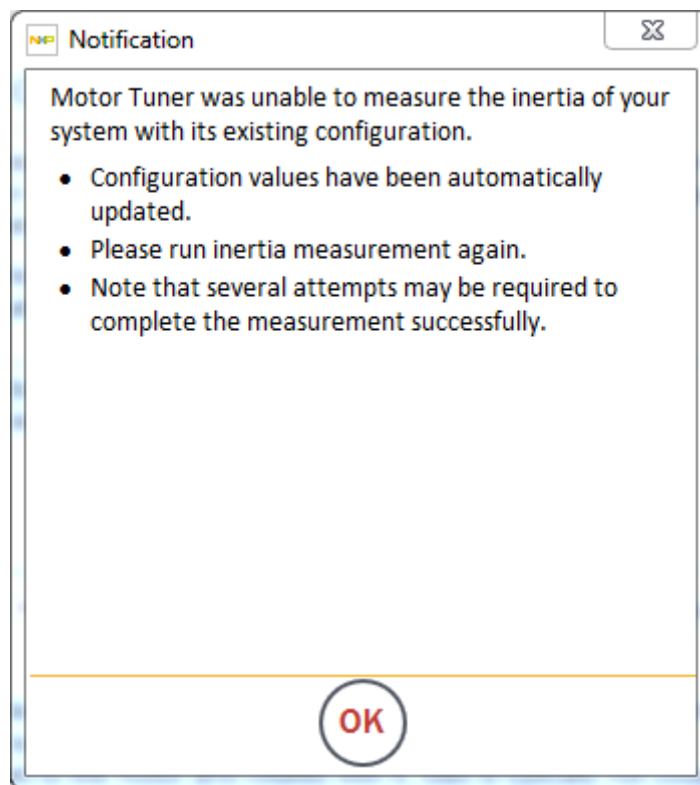 NXP Notification
Motor Tuner was unable to measure the inertia of your
system with its existing configuration.
• Configuration values have been automatically
updated.
• Please run inertia measurement again.
• Note that several attempts may be required to
complete the measurement successfully.
OK